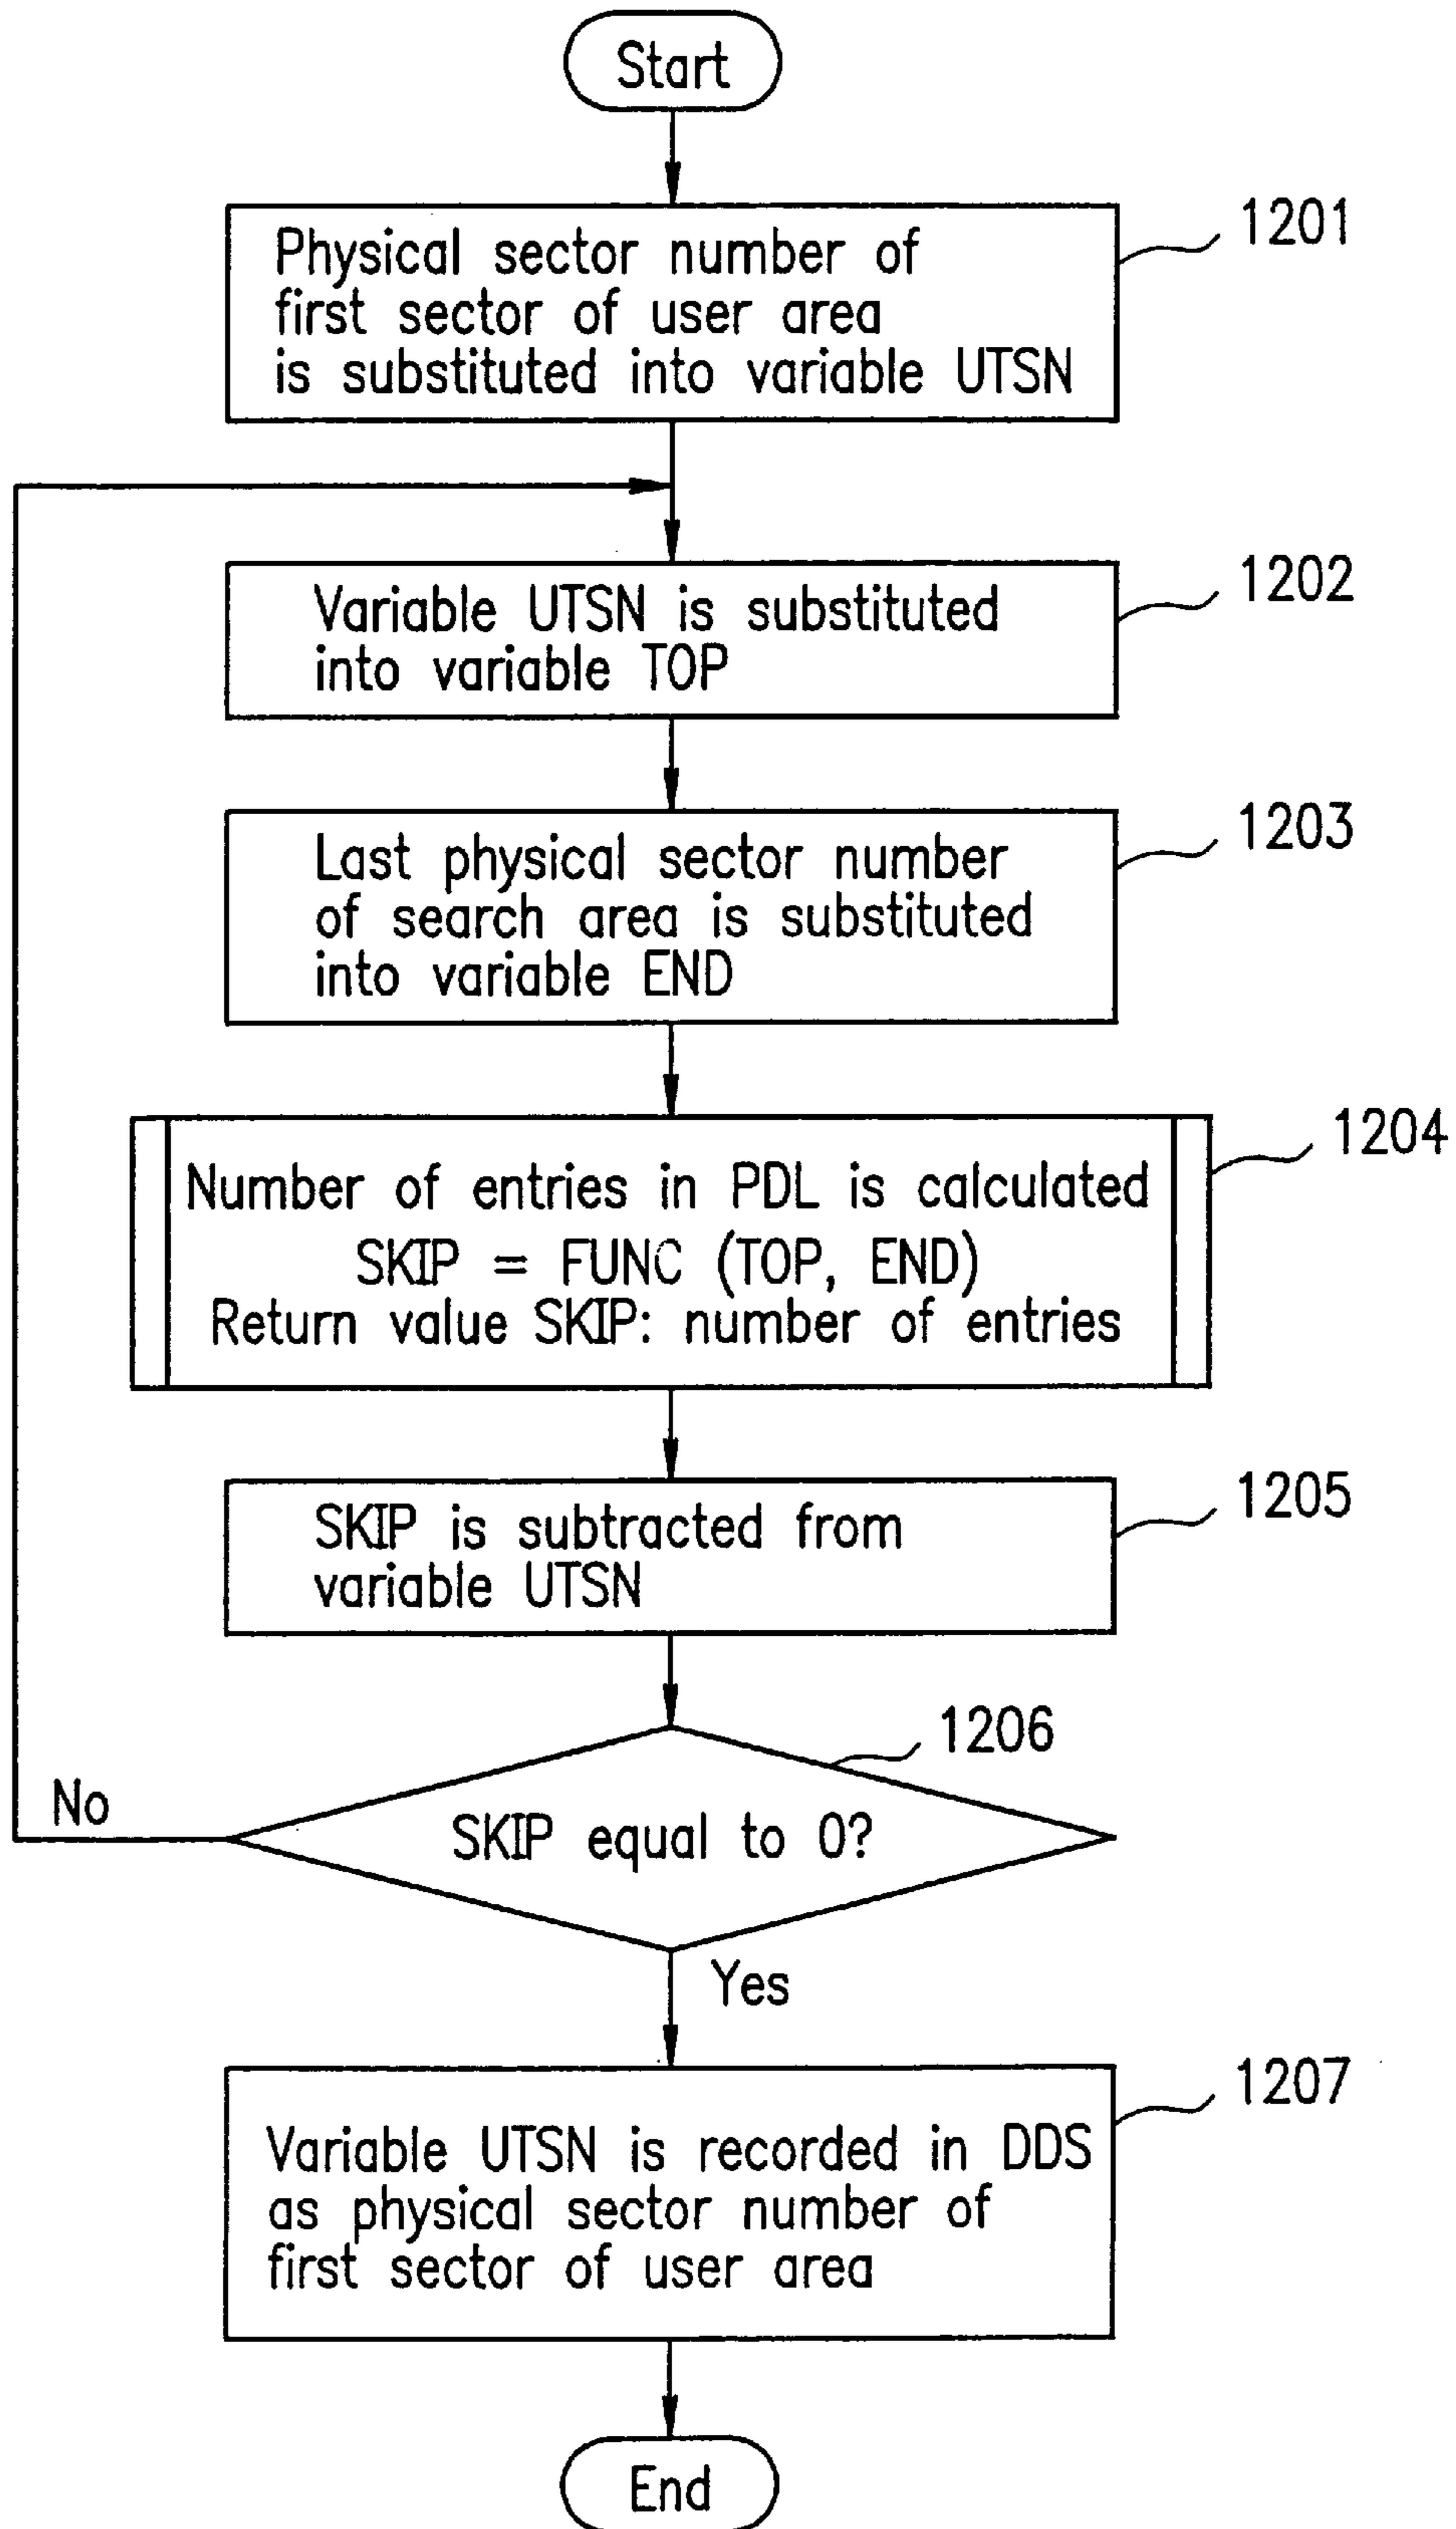 Start
1201
Physical sector number of
first sector of user area
is substituted into variable UTSN
1202
Variable UTSN is substituted
into variable TOP
1203
Last physical sector number
of search area is substituted
into variable END
1204
Number of entries in PDL is calculated
SKIP = FUNC (TOP, END)
Return value SKIP: number of entries
1205
SKIP is subtracted from
variable UTSN
1206
No
SKIP equal to 0?
Yes
1207
Variable UTSN is recorded in DDS
as physical sector number of
first sector of user area
End